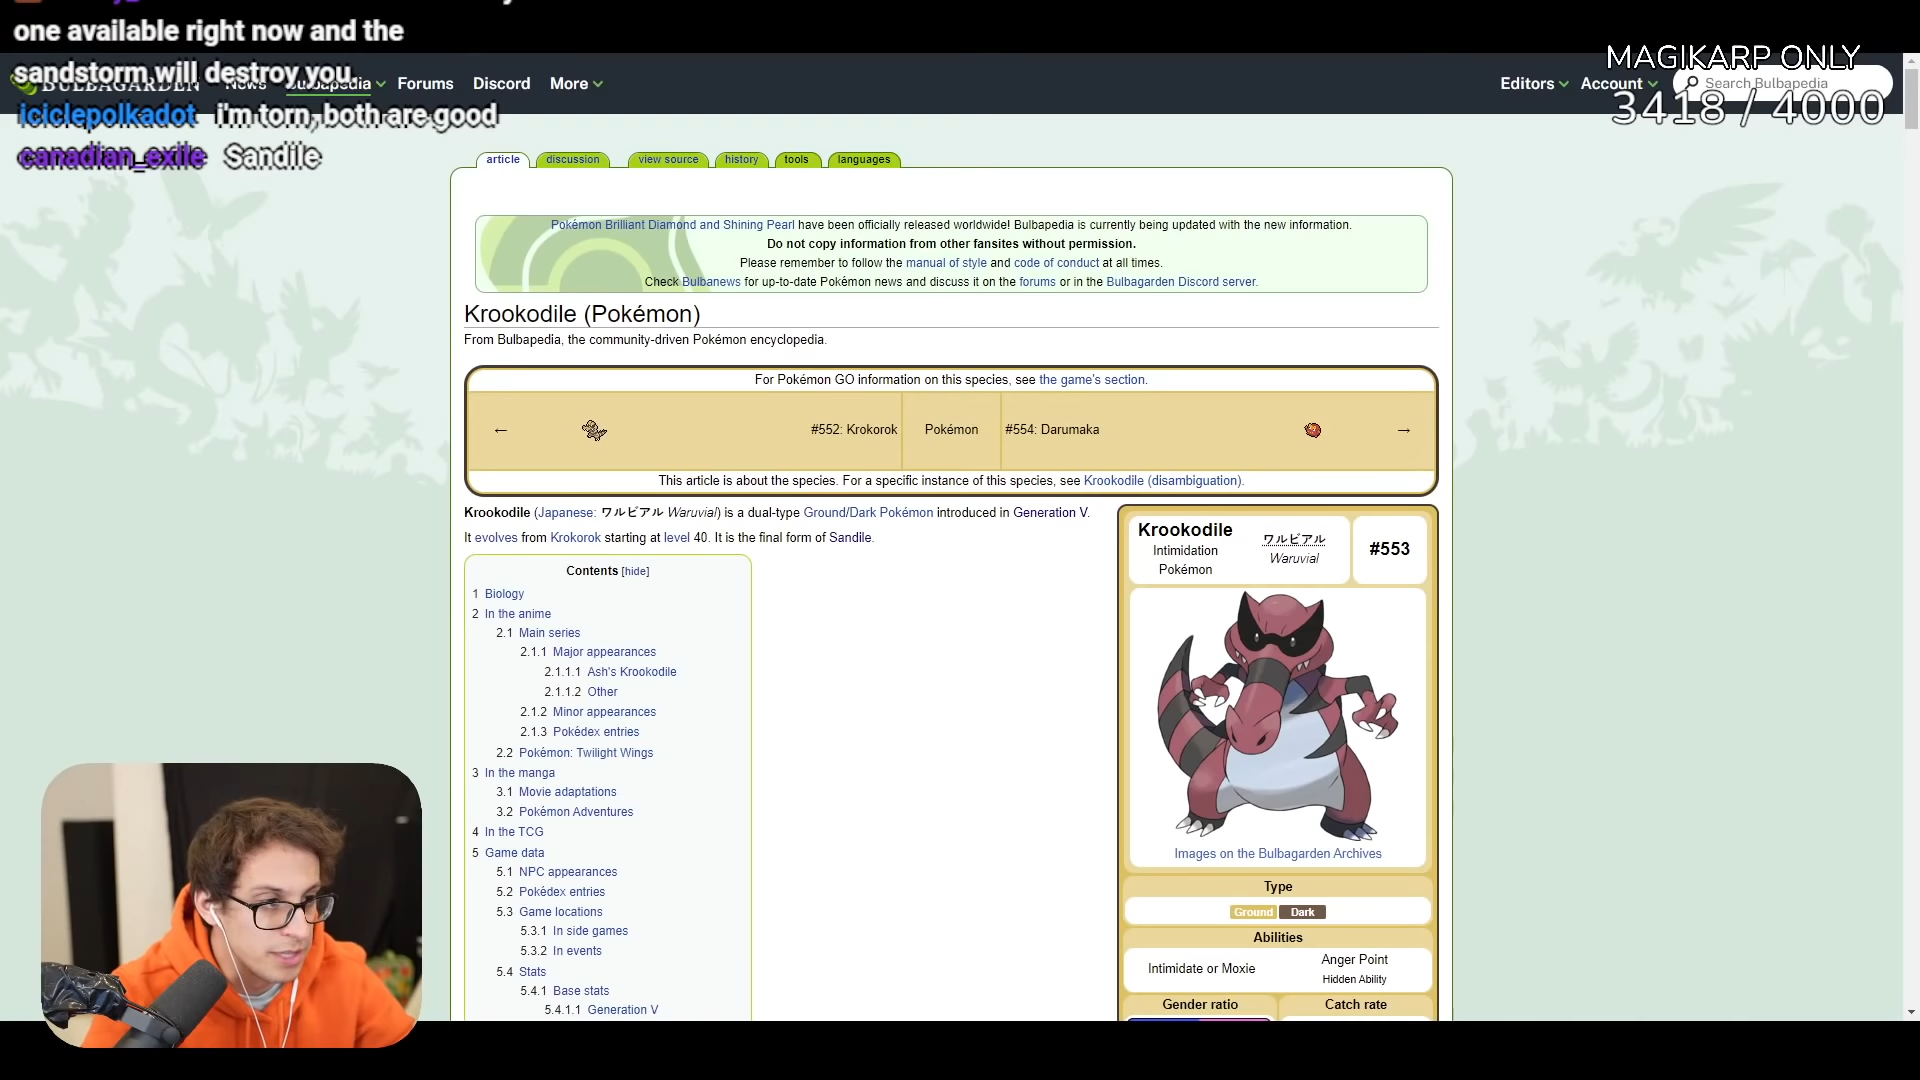 one available right now and the
sandstorm will destroy you.
iciclepolkadot i'm torn, both are good
canadian_exile Sandile
BULBAGARDEN News Bulbapedia Forums Discord More
Editors Account Search Bulbapedia
MAGIKARP ONLY
3418 / 4000
article discussion view source history tools languages
Pokémon Brilliant Diamond and Shining Pearl have been officially released worldwide! Bulbapedia is currently being updated with the new information.
Do not copy information from other fansites without permission.
Please remember to follow the manual of style and code of conduct at all times.
Check Bulbanews for up-to-date Pokémon news and discuss it on the forums or in the Bulbagarden Discord server.
Krookodile (Pokémon)
From Bulbapedia, the community-driven Pokémon encyclopedia.
For Pokémon GO information on this species, see the game's section.
← #552: Krokorok Pokémon #554: Darumaka →
This article is about the species. For a specific instance of this species, see Krookodile (disambiguation).
Krookodile (Japanese: ワルビアル Waruvial) is a dual-type Ground/Dark Pokémon introduced in Generation V.
It evolves from Krokorok starting at level 40. It is the final form of Sandile.
Contents [hide]
1 Biology
2 In the anime
2.1 Main series
2.1.1 Major appearances
2.1.1.1 Ash's Krookodile
2.1.1.2 Other
2.1.2 Minor appearances
2.1.3 Pokédex entries
2.2 Pokémon: Twilight Wings
3 In the manga
3.1 Movie adaptations
3.2 Pokémon Adventures
4 In the TCG
5 Game data
5.1 NPC appearances
5.2 Pokédex entries
5.3 Game locations
5.3.1 In side games
5.3.2 In events
5.4 Stats
5.4.1 Base stats
5.4.1.1 Generation V
Krookodile
Intimidation
Pokémon
ワルビアル
Waruvial
#553
Images on the Bulbagarden Archives
Type
Ground Dark
Abilities
Intimidate or Moxie
Anger Point
Hidden Ability
Gender ratio Catch rate